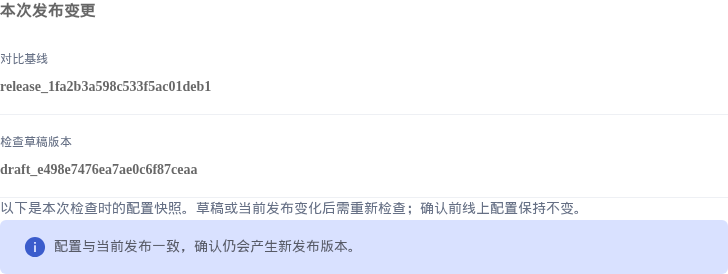 本次发布变更
对比基线
release_1fa2b3a598c533f5ac01deb1
检查草稿版本
draft_e498e7476ea7ae0c6f87ceaa
以下是本次检查时的配置快照。草稿或当前发布变化后需重新检查；确认前线上配置保持不变。
配置与当前发布一致，确认仍会产生新发布版本。